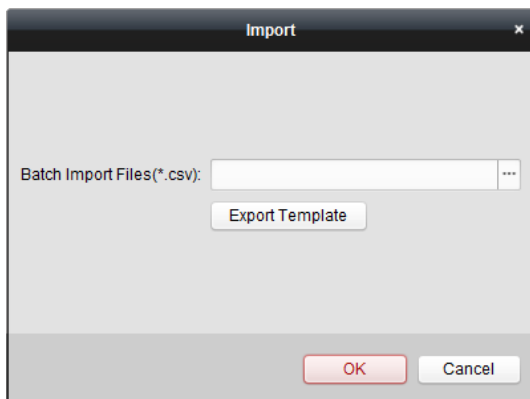 Import ×
Batch Import Files(*.csv): ...
Export Template
OK Cancel